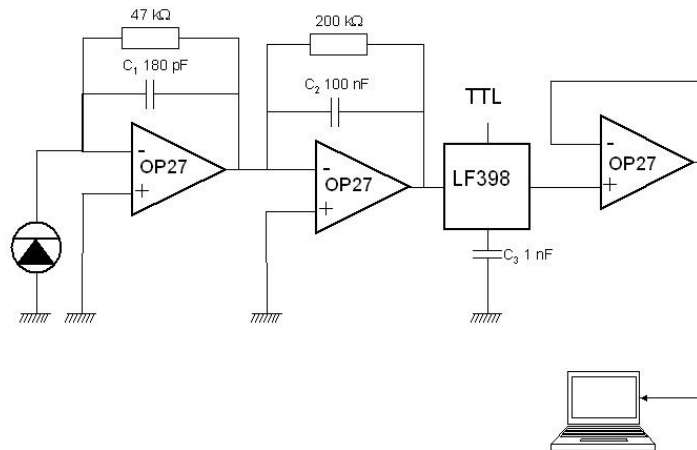 47 kΩ
200 kΩ
C₁ 180 pF
C₂ 100 nF
TTL
-
OP27
+
-
OP27
+
LF398
-
OP27
+
C₃ 1 nF